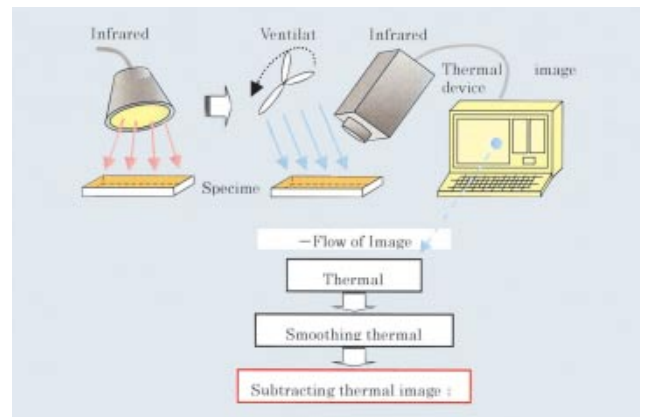 Infrared
Ventilat
Infrared
Thermal image
device
Specime
－Flow of Image
Thermal
Smoothing thermal
Subtracting thermal image :